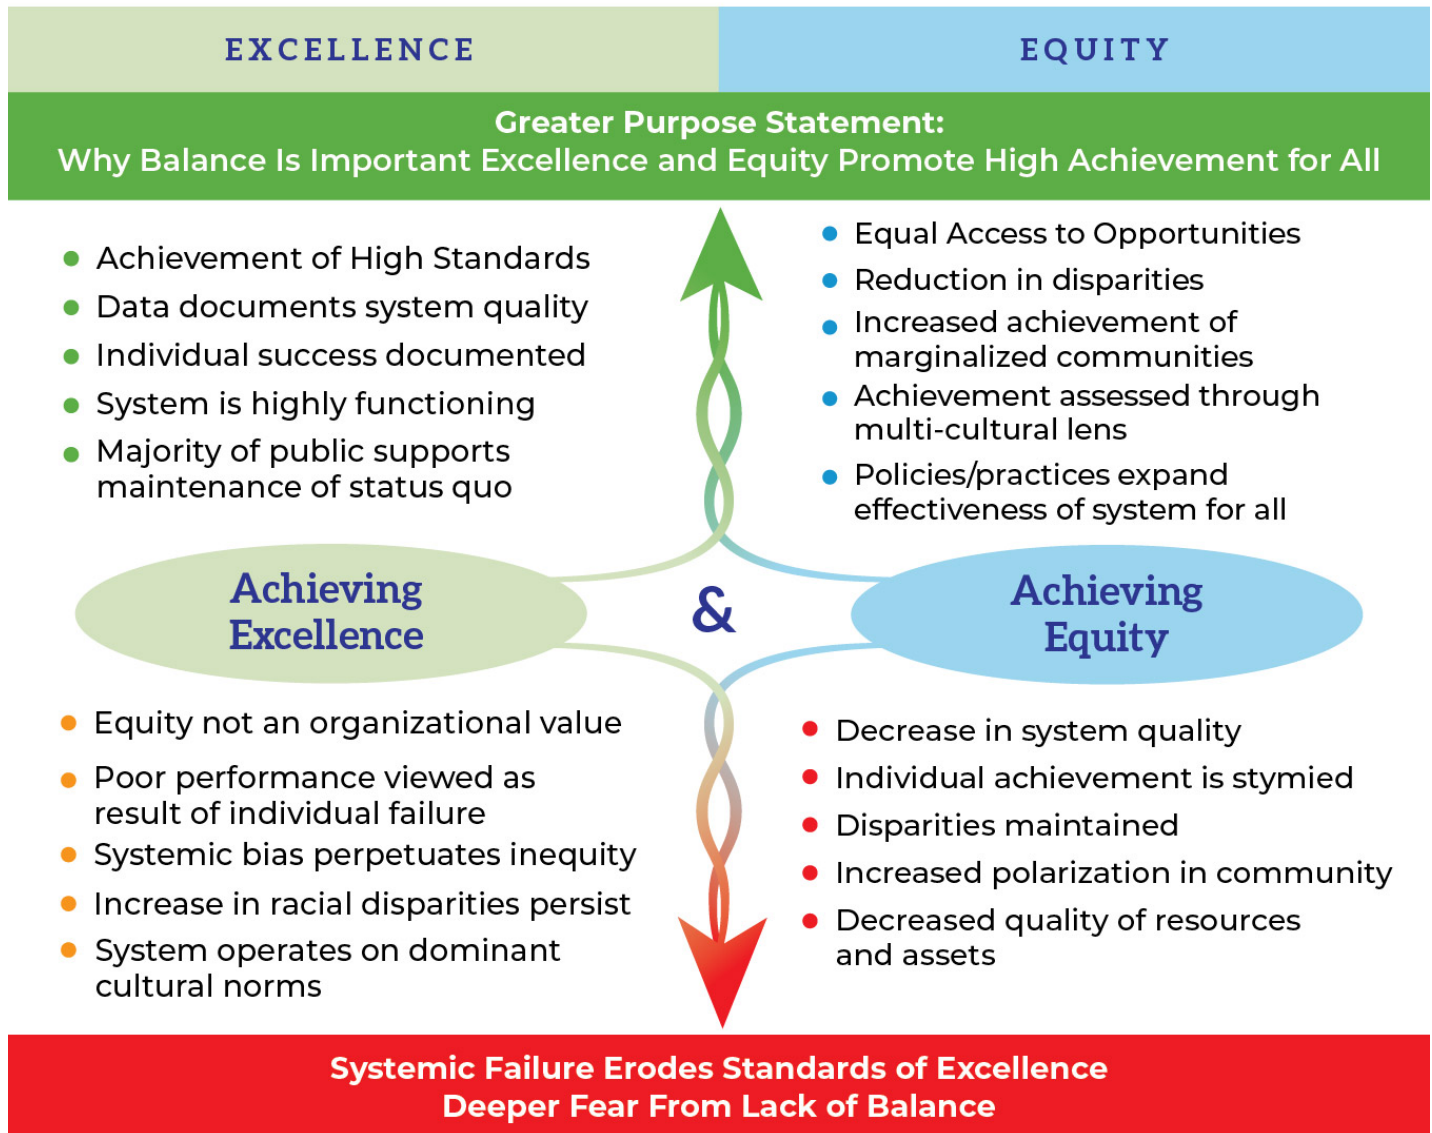 EXCELLENCE
EQUITY
Greater Purpose Statement:
Why Balance Is Important Excellence and Equity Promote High Achievement for All
Achievement of High Standards
Data documents system quality
Individual success documented
System is highly functioning
Majority of public supports
maintenance of status quo
Equal Access to Opportunities
Reduction in disparities
Increased achievement of
marginalized communities
Achievement assessed through
multi-cultural lens
Policies/practices expand
effectiveness of system for all
Achieving
Excellence
&
Achieving
Equity
Equity not an organizational value
Poor performance viewed as
result of individual failure
Systemic bias perpetuates inequity
Increase in racial disparities persist
System operates on dominant
cultural norms
Decrease in system quality
Individual achievement is stymied
Disparities maintained
Increased polarization in community
Decreased quality of resources
and assets
Systemic Failure Erodes Standards of Excellence
Deeper Fear From Lack of Balance